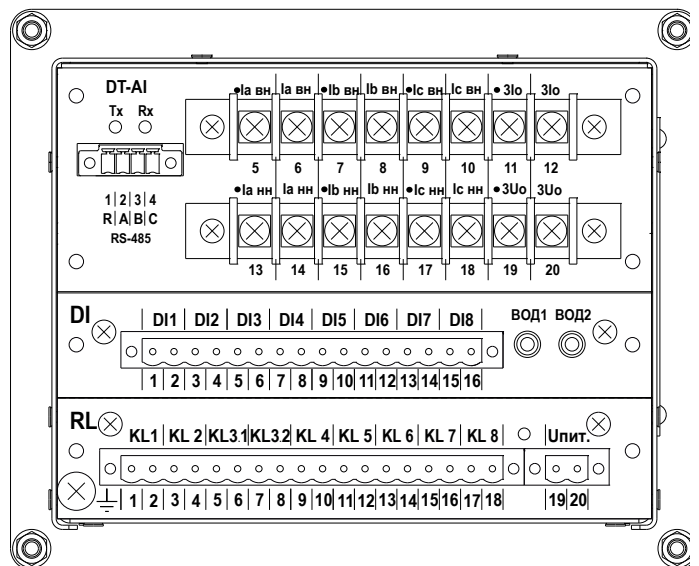 DT-AI
Tx Rx
•Ia вн Ia вн •Ib вн Ib вн •Ic вн Ic вн •3Io 3Io
5 6 7 8 9 10 11 12
1 2 3 4
R A B C
RS-485
•Ia нн Ia нн •Ib нн Ib нн •Ic нн Ic нн •3Uo 3Uo
13 14 15 16 17 18 19 20
DI
DI1 DI2 DI3 DI4 DI5 DI6 DI7 DI8
ВОД1 ВОД2
1 2 3 4 5 6 7 8 9 10 11 12 13 14 15 16
RL
KL1 KL 2 KL3.1 KL3.2 KL 4 KL 5 KL 6 KL 7 KL 8 Uпит.
1 2 3 4 5 6 7 8 9 10 11 12 13 14 15 16 17 18 19 20